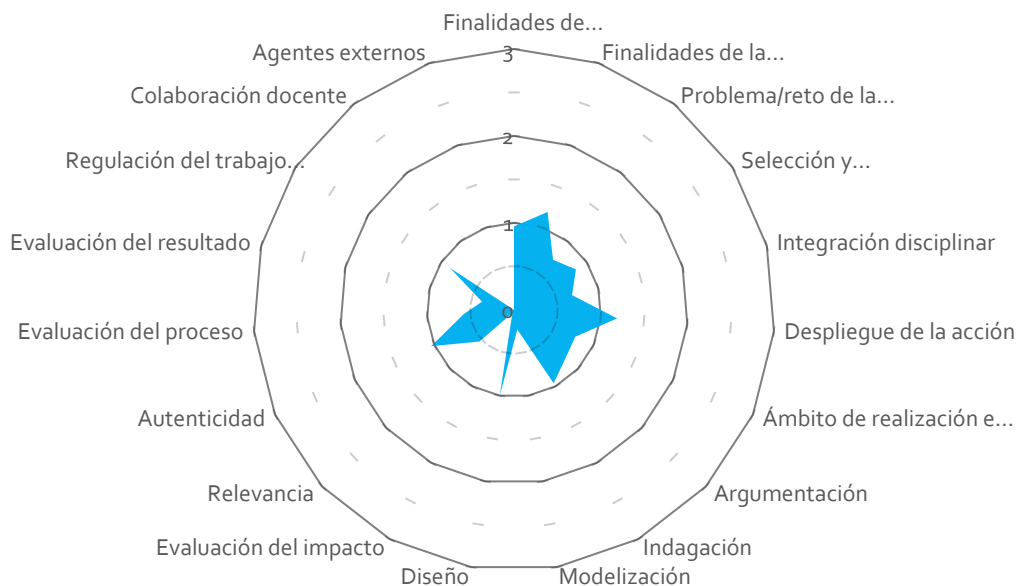 Finalidades de...
Finalidades de la...
Problema/reto de la...
Selección y...
Integración disciplinar
Despliegue de la acción
Ámbito de realización e...
Argumentación
Indagación
Modelización
Diseño
Evaluación del impacto
Relevancia
Autenticidad
Evaluación del proceso
Evaluación del resultado
Regulación del trabajo...
Colaboración docente
Agentes externos
3
2
1
0